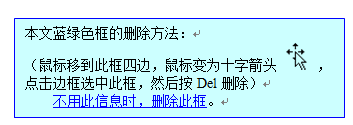 本文蓝绿色框的删除方法：
（鼠标移到此框四边，鼠标变为十字箭头 ，
点击边框选中此框，然后按 Del 删除）
不用此信息时，删除此框。